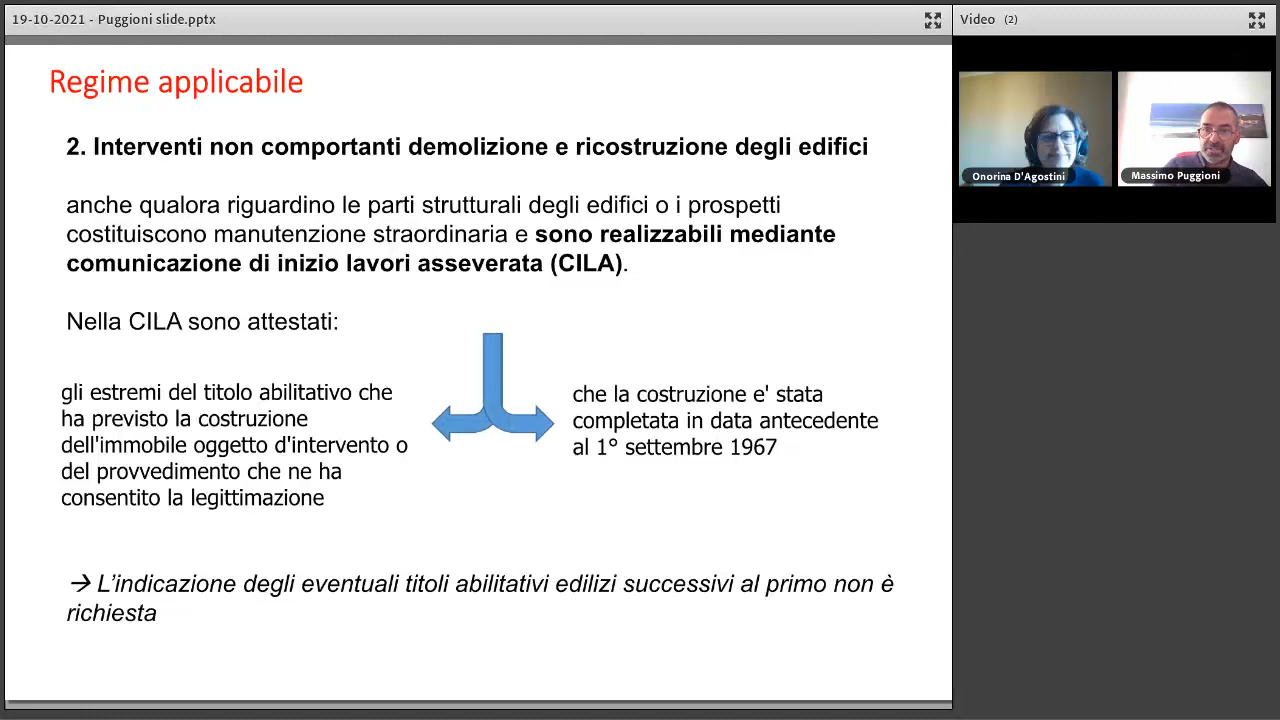 19-10-2021 - Puggioni slide.pptx
Video (2)
Regime applicabile
2. Interventi non comportanti demolizione e ricostruzione degli edifici
anche qualora riguardino le parti strutturali degli edifici o i prospetti
costituiscono manutenzione straordinaria e sono realizzabili mediante
comunicazione di inizio lavori asseverata (CILA).
Nella CILA sono attestati:
gli estremi del titolo abilitativo che
ha previsto la costruzione
dell'immobile oggetto d'intervento o
del provvedimento che ne ha
consentito la legittimazione
che la costruzione e' stata
completata in data antecedente
al 1° settembre 1967
→ L'indicazione degli eventuali titoli abilitativi edilizi successivi al primo non è
richiesta
Onorina D'Agostini
Massimo Puggioni